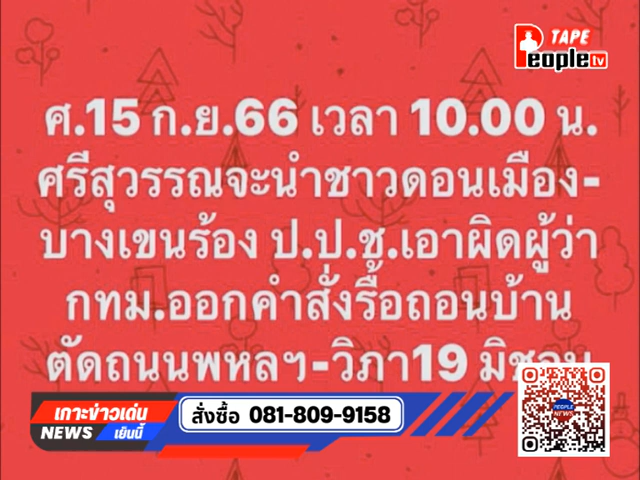 TAPE
People tv
ศ.15 ก.ย.66 เวลา 10.00 น.
ศรีสุวรรณจะนำชาวดอนเมือง-
บางเขนร้อง ป.ป.ช.เอาผิดผู้ว่า
กทม.ออกคำสั่งรื้อถอนบ้าน
ตัดถนนพหลฯ-วิภา19 มิชอบ
เกาะข่าวเด่น
NEWS เย็นนี้
สั่งซื้อ 081-809-9158
PEOPLE
NEWS